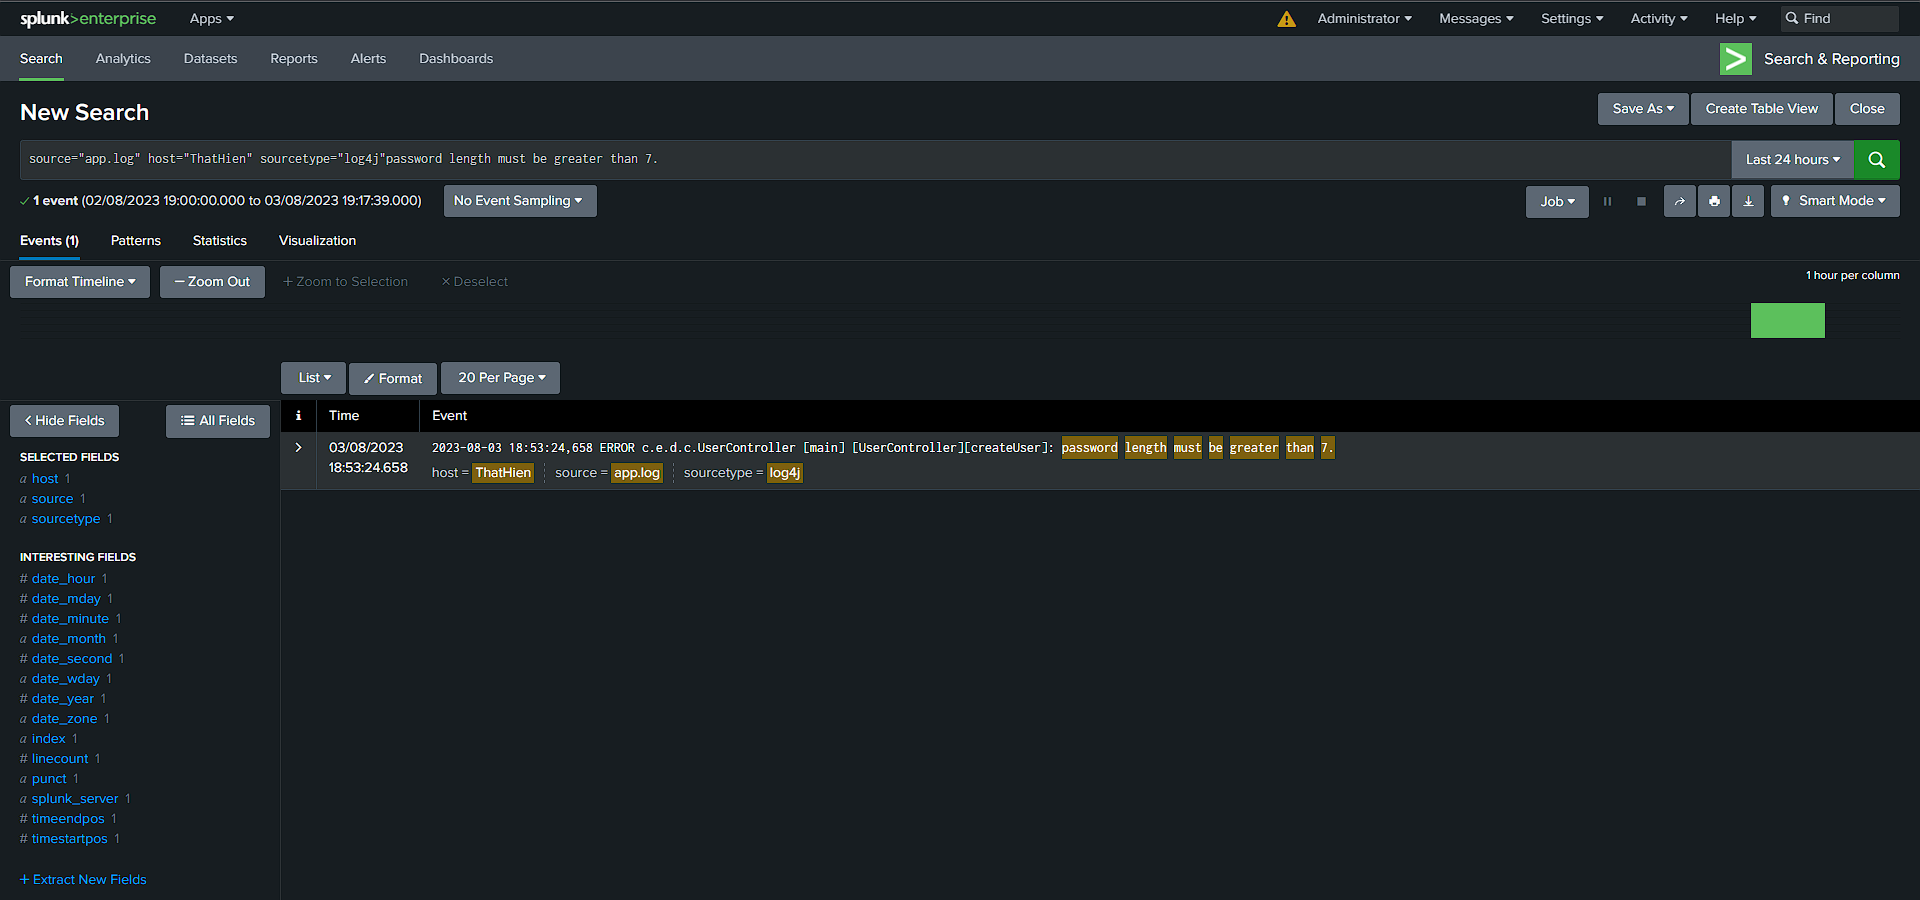 splunk>enterprise Apps Administrator Messages Settings Activity Help Find
Search Analytics Datasets Reports Alerts Dashboards Search & Reporting
New Search Save As Create Table View Close
source="app.log" host="ThatHien" sourcetype="log4j"password length must be greater than 7. Last 24 hours
1 event (02/08/2023 19:00:00.000 to 03/08/2023 19:17:39.000) No Event Sampling Job Smart Mode
Events (1) Patterns Statistics Visualization
Format Timeline — Zoom Out + Zoom to Selection × Deselect 1 hour per column
List Format 20 Per Page
< Hide Fields All Fields
i Time Event
03/08/2023 18:53:24.658
2023-08-03 18:53:24,658 ERROR c.e.d.c.UserController [main] [UserController][createUser]: password length must be greater than 7.
host = ThatHien source = app.log sourcetype = log4j
SELECTED FIELDS
a host 1
a source 1
a sourcetype 1
INTERESTING FIELDS
# date_hour 1
# date_mday 1
# date_minute 1
a date_month 1
# date_second 1
a date_wday 1
# date_year 1
a date_zone 1
a index 1
# linecount 1
a punct 1
a splunk_server 1
# timeendpos 1
# timestartpos 1
+ Extract New Fields